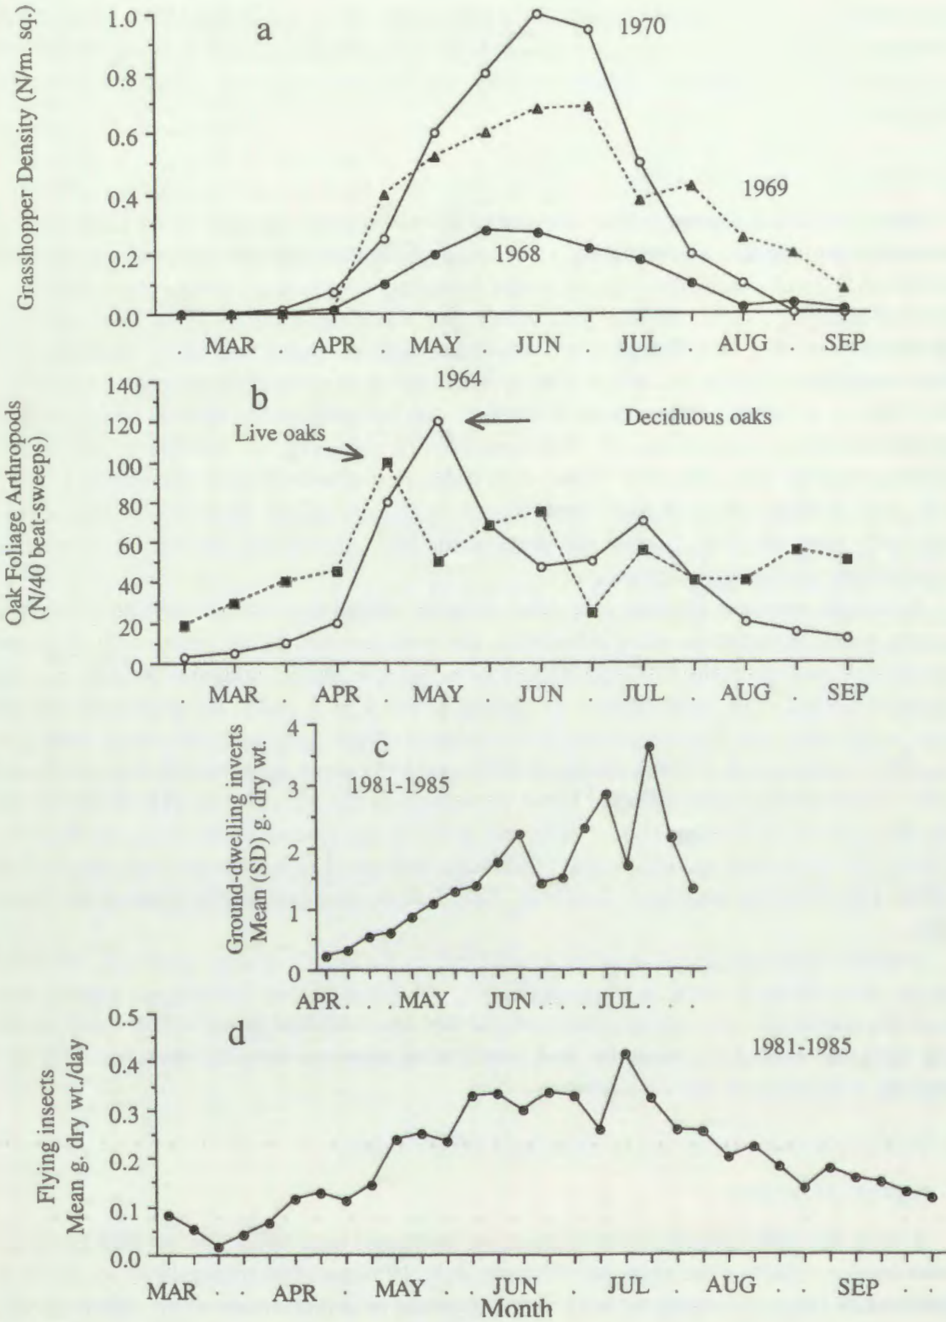 a
1970
1969
1968
Grasshopper Density (N/m. sq.)
1.0
0.8
0.6
0.4
0.2
0.0
. MAR . APR . MAY . JUN . JUL . AUG . SEP
b
1964
Live oaks
Deciduous oaks
Oak Foliage Arthropods
(N/40 beat-sweeps)
140
120
100
80
60
40
20
0
. MAR . APR . MAY . JUN . JUL . AUG . SEP
c
1981-1985
Ground-dwelling inverts
Mean (SD) g. dry wt.
4
3
2
1
0
APR . . . MAY . . . JUN . . . . JUL . . .
d
1981-1985
Flying insects
Mean g. dry wt./day
0.5
0.4
0.3
0.2
0.1
0.0
MAR . . . . APR . . . MAY . . . . JUN . . . . JUL . . . AUG . . . . SEP . . .
Month